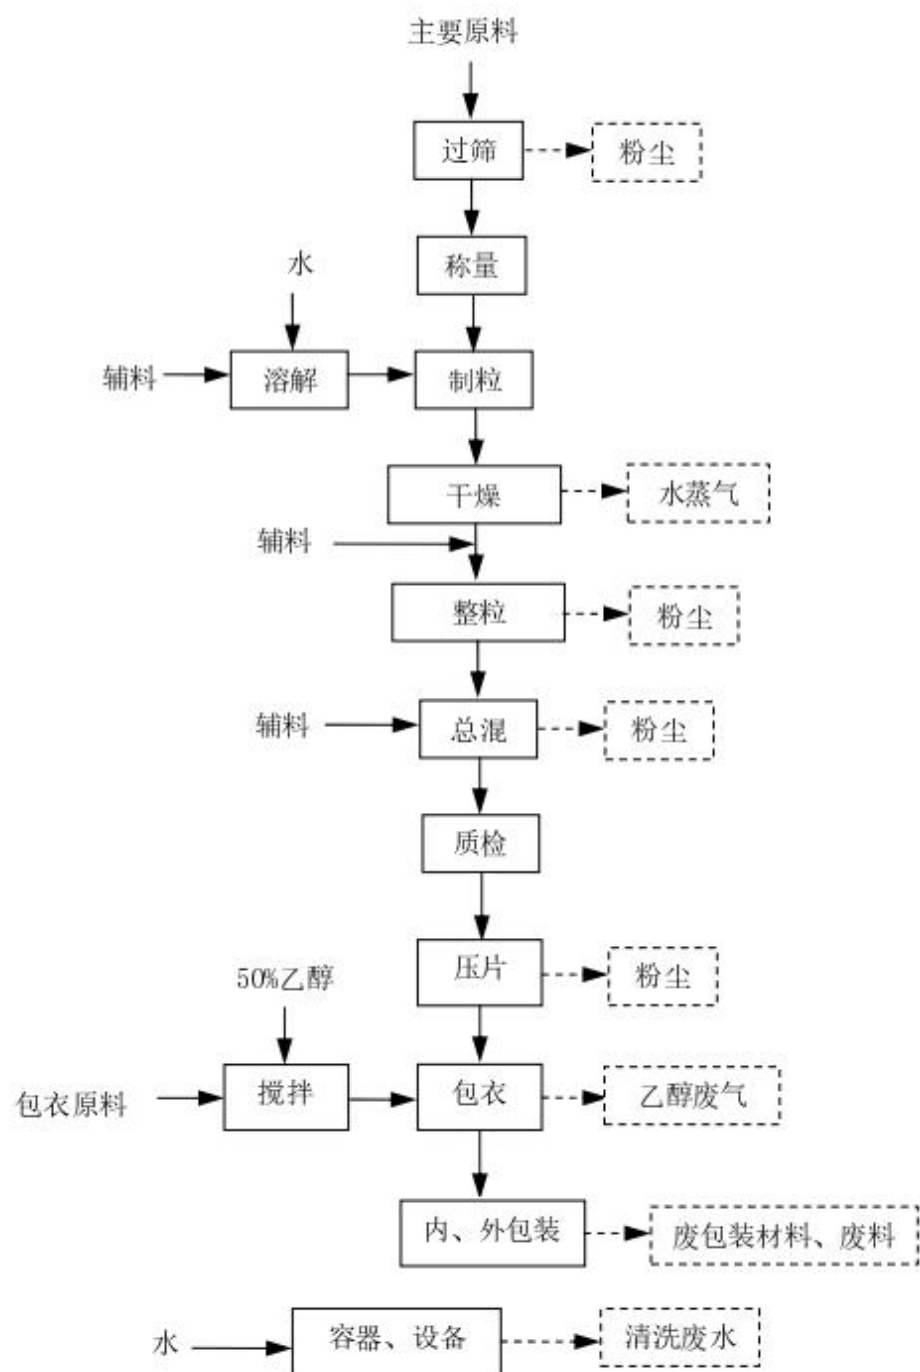 主要原料
过筛
粉尘
称量
水
辅料
溶解
制粒
干燥
水蒸气
辅料
整粒
粉尘
辅料
总混
粉尘
质检
压片
粉尘
50%乙醇
包衣原料
搅拌
包衣
乙醇废气
内、外包装
废包装材料、废料
水
容器、设备
清洗废水